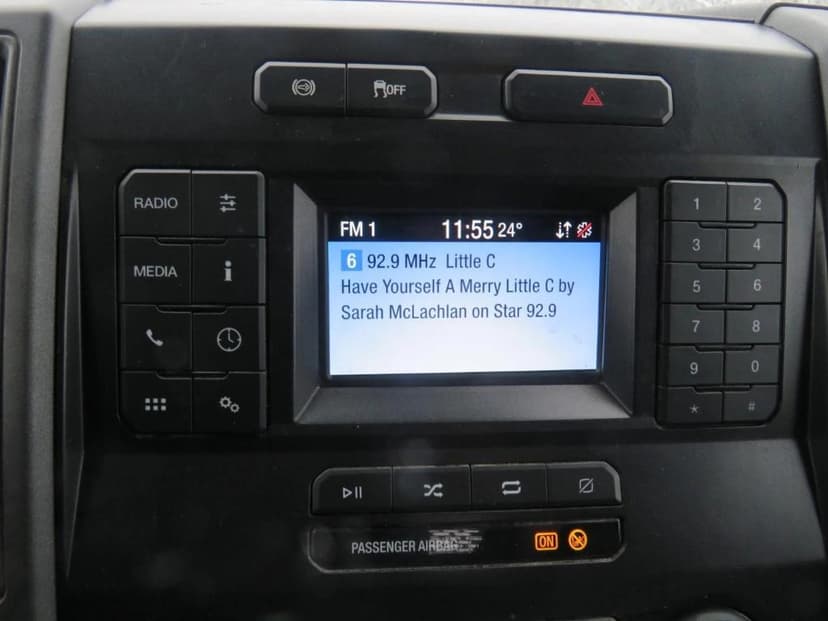 OFF
RADIO
MEDIA
FM 1 11:55 24°
6 92.9 MHz Little C
Have Yourself A Merry Little C by
Sarah McLachlan on Star 92.9
1 2
3 4
5 6
7 8
9 0
* #
PASSENGER AIRBAG
ON